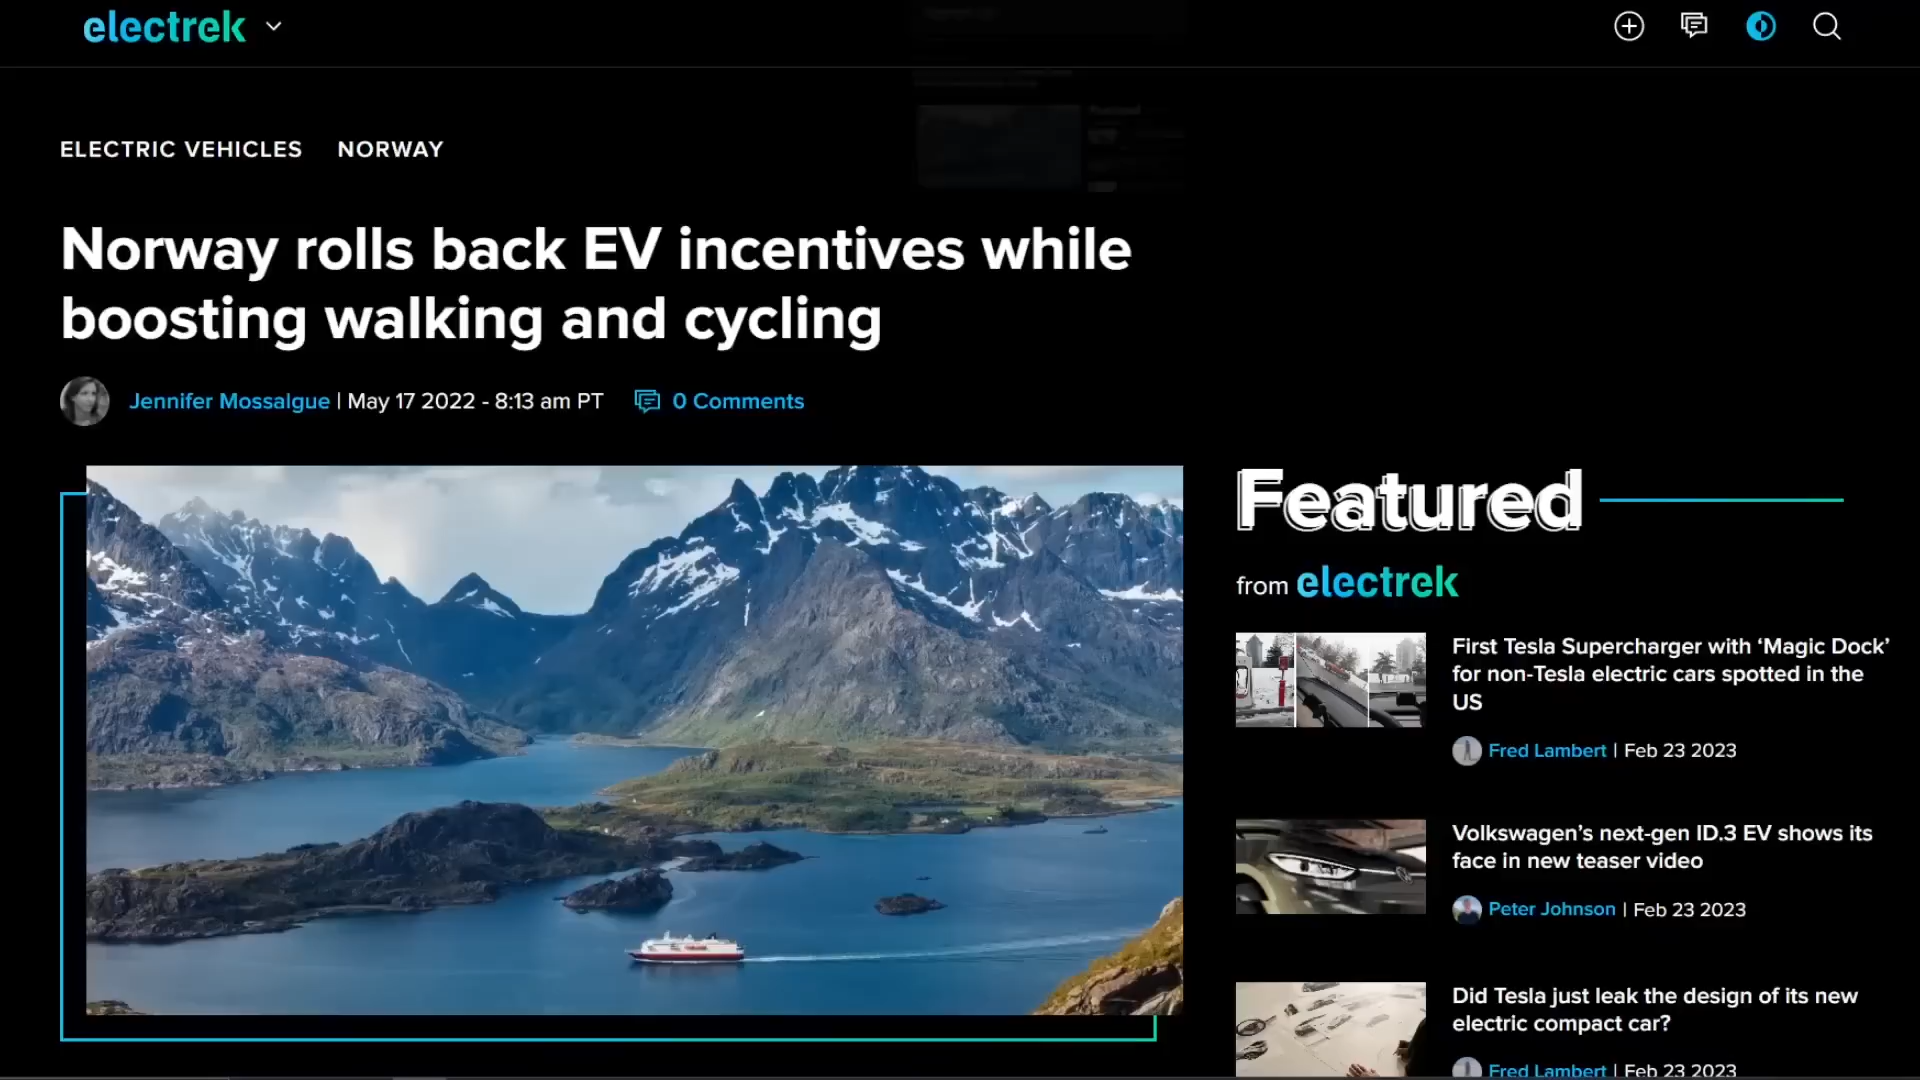 electrek
ELECTRIC VEHICLES NORWAY
Norway rolls back EV incentives while
boosting walking and cycling
Jennifer Mossalgue | May 17 2022 - 8:13 am PT 0 Comments
Featured
from electrek
First Tesla Supercharger with ‘Magic Dock’
for non-Tesla electric cars spotted in the
US
Fred Lambert | Feb 23 2023
Volkswagen’s next-gen ID.3 EV shows its
face in new teaser video
Peter Johnson | Feb 23 2023
Did Tesla just leak the design of its new
electric compact car?
Fred Lambert | Feb 23 2023